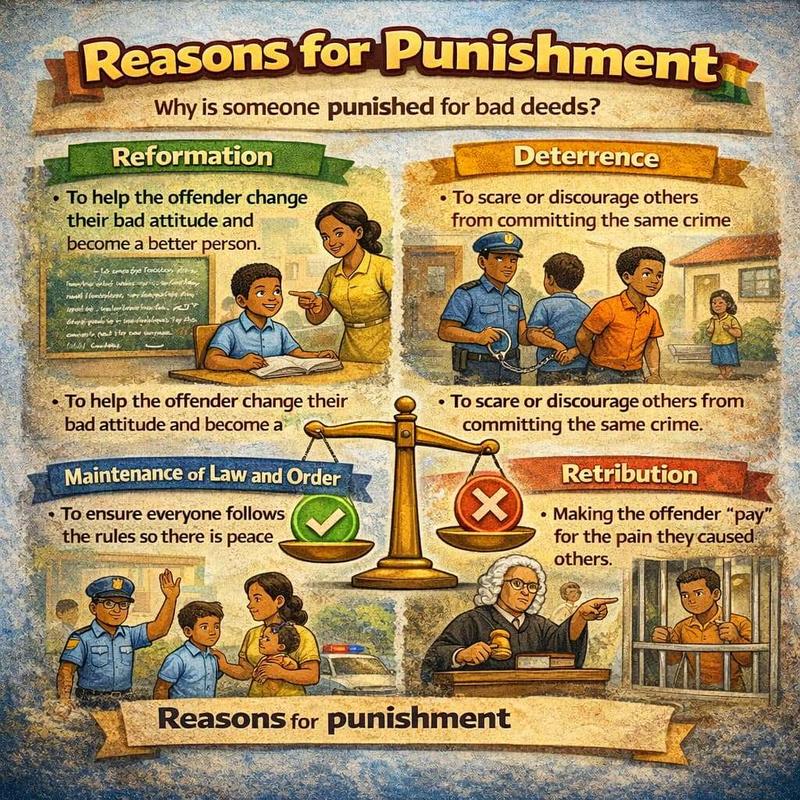 Reasons for Punishment
Why is someone punished for bad deeds?
Reformation
• To help the offender change
their bad attitude and
become a better person.
• To help the offender change their
bad attitude and become a
Deterrence
• To scare or discourage others
from committing the same crime
• To scare or discourage others from
committing the same crime.
Maintenance of Law and Order
• To ensure everyone follows
the rules so there is peace
Retribution
• Making the offender “pay”
for the pain they caused
others.
Reasons for punishment